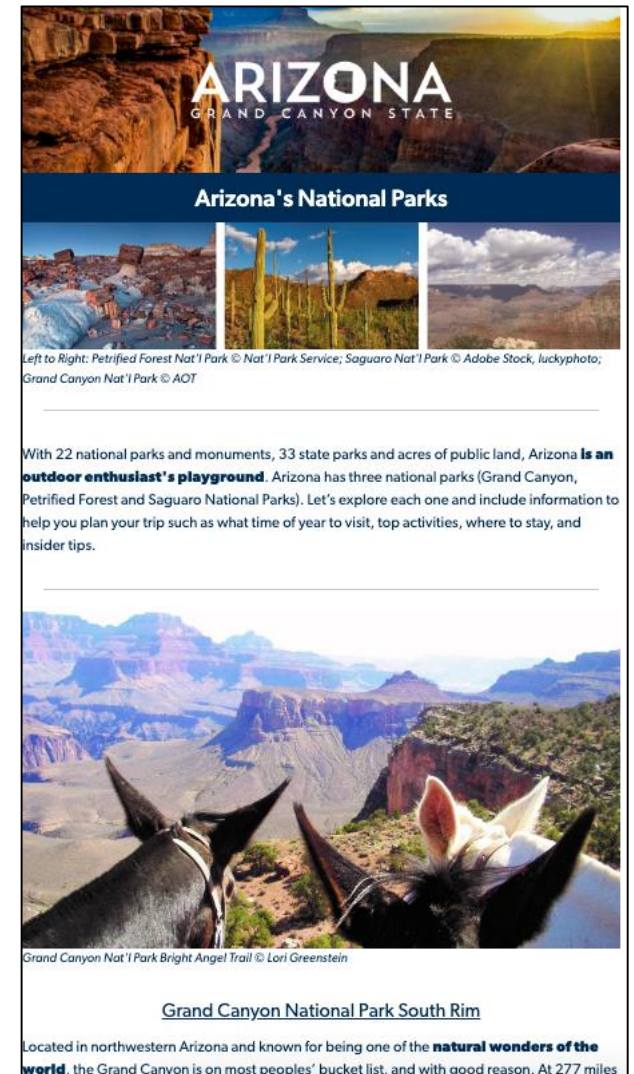 ARIZONA
GRAND CANYON STATE
Arizona's National Parks
Left to Right: Petrified Forest Nat'l Park © Nat'l Park Service; Saguaro Nat'l Park © Adobe Stock, luckyphoto;
Grand Canyon Nat'l Park © AOT
With 22 national parks and monuments, 33 state parks and acres of public land, Arizona is an
outdoor enthusiast's playground. Arizona has three national parks (Grand Canyon,
Petrified Forest and Saguaro National Parks). Let's explore each one and include information to
help you plan your trip such as what time of year to visit, top activities, where to stay, and
insider tips.
Grand Canyon Nat'l Park Bright Angel Trail © Lori Greenstein
Grand Canyon National Park South Rim
Located in northwestern Arizona and known for being one of the natural wonders of the
world, the Grand Canyon is on most peoples' bucket list, and with good reason. At 277 miles